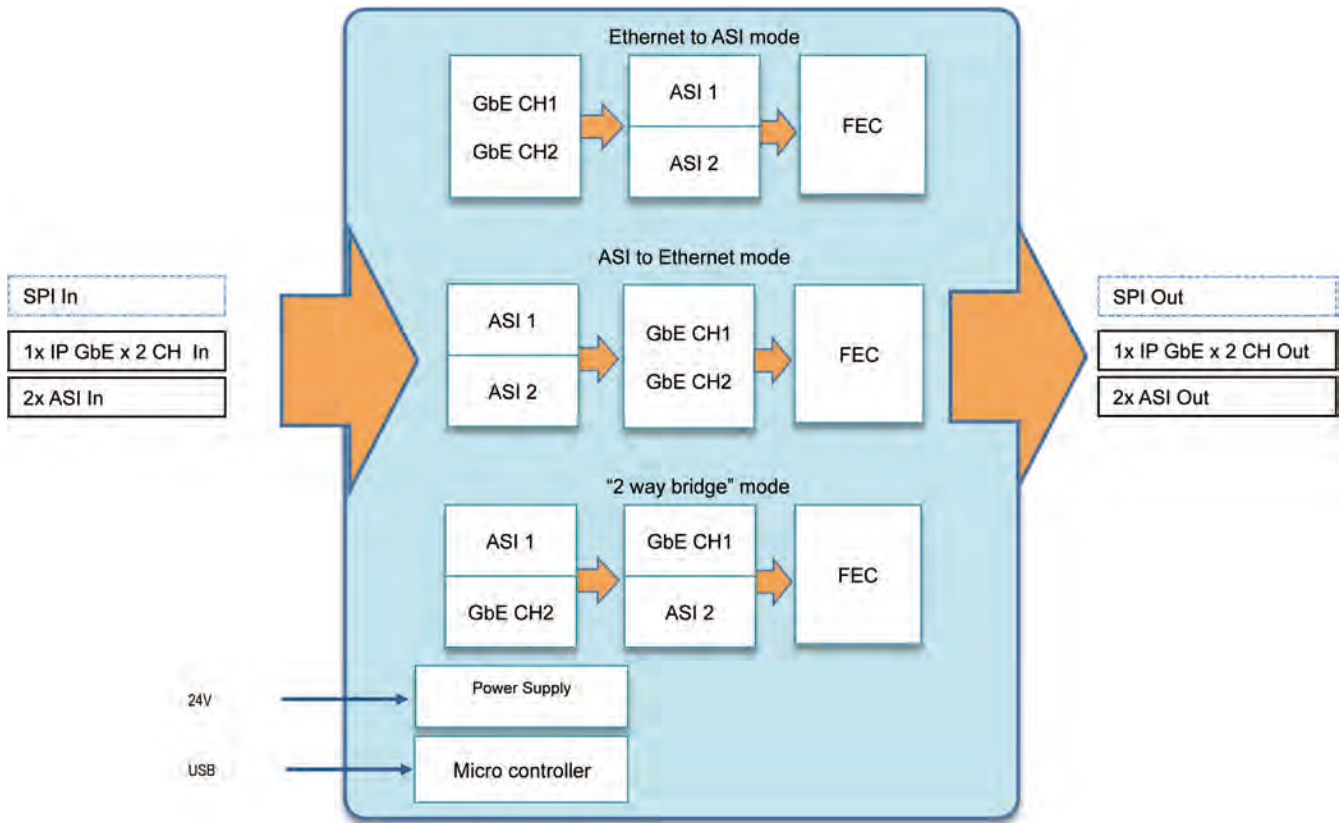 Ethernet to ASI mode
GbE CH1
GbE CH2
ASI 1
ASI 2
FEC
ASI to Ethernet mode
SPI In
1x IP GbE x 2 CH In
2x ASI In
ASI 1
ASI 2
GbE CH1
GbE CH2
FEC
SPI Out
1x IP GbE x 2 CH Out
2x ASI Out
“2 way bridge” mode
ASI 1
GbE CH2
GbE CH1
ASI 2
FEC
24V
Power Supply
USB
Micro controller